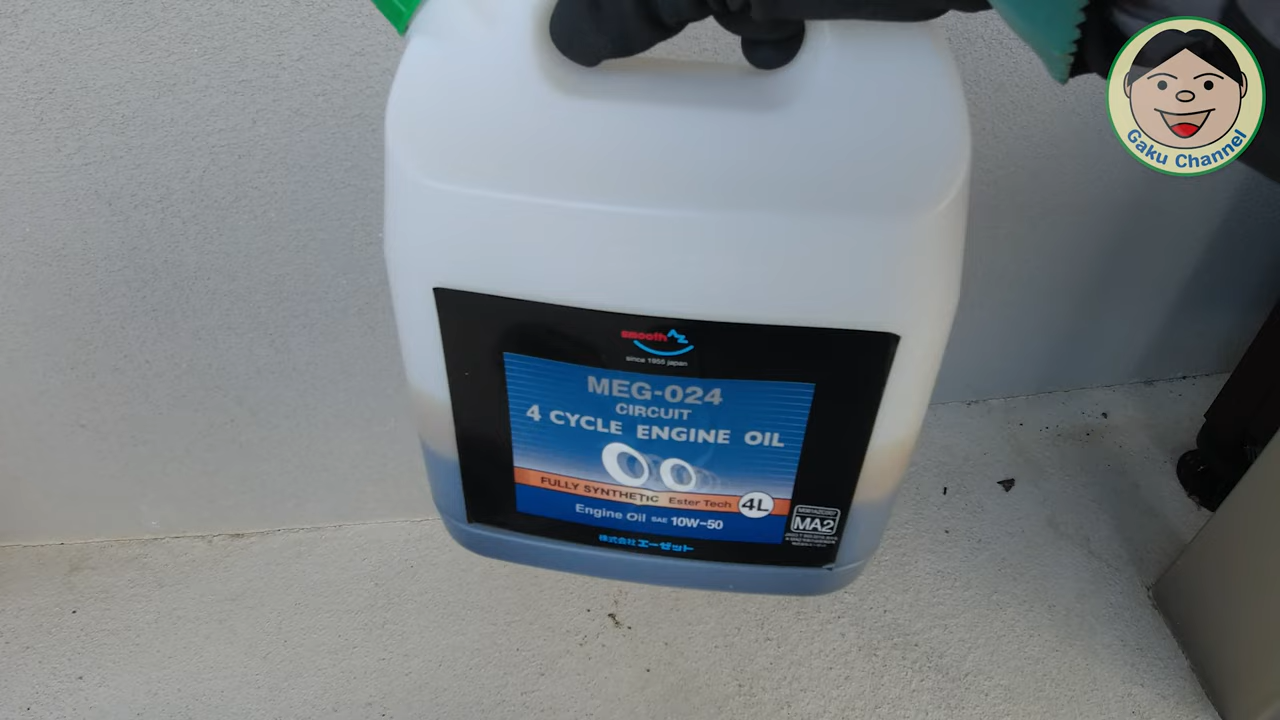 Gaku Channel
smooth AZ
since 1955 japan
MEG-024
CIRCUIT
4 CYCLE ENGINE OIL
FULLY SYNTHETIC Ester Tech 4L
Engine Oil SAE 10W-50
MA2
株式会社エーゼット